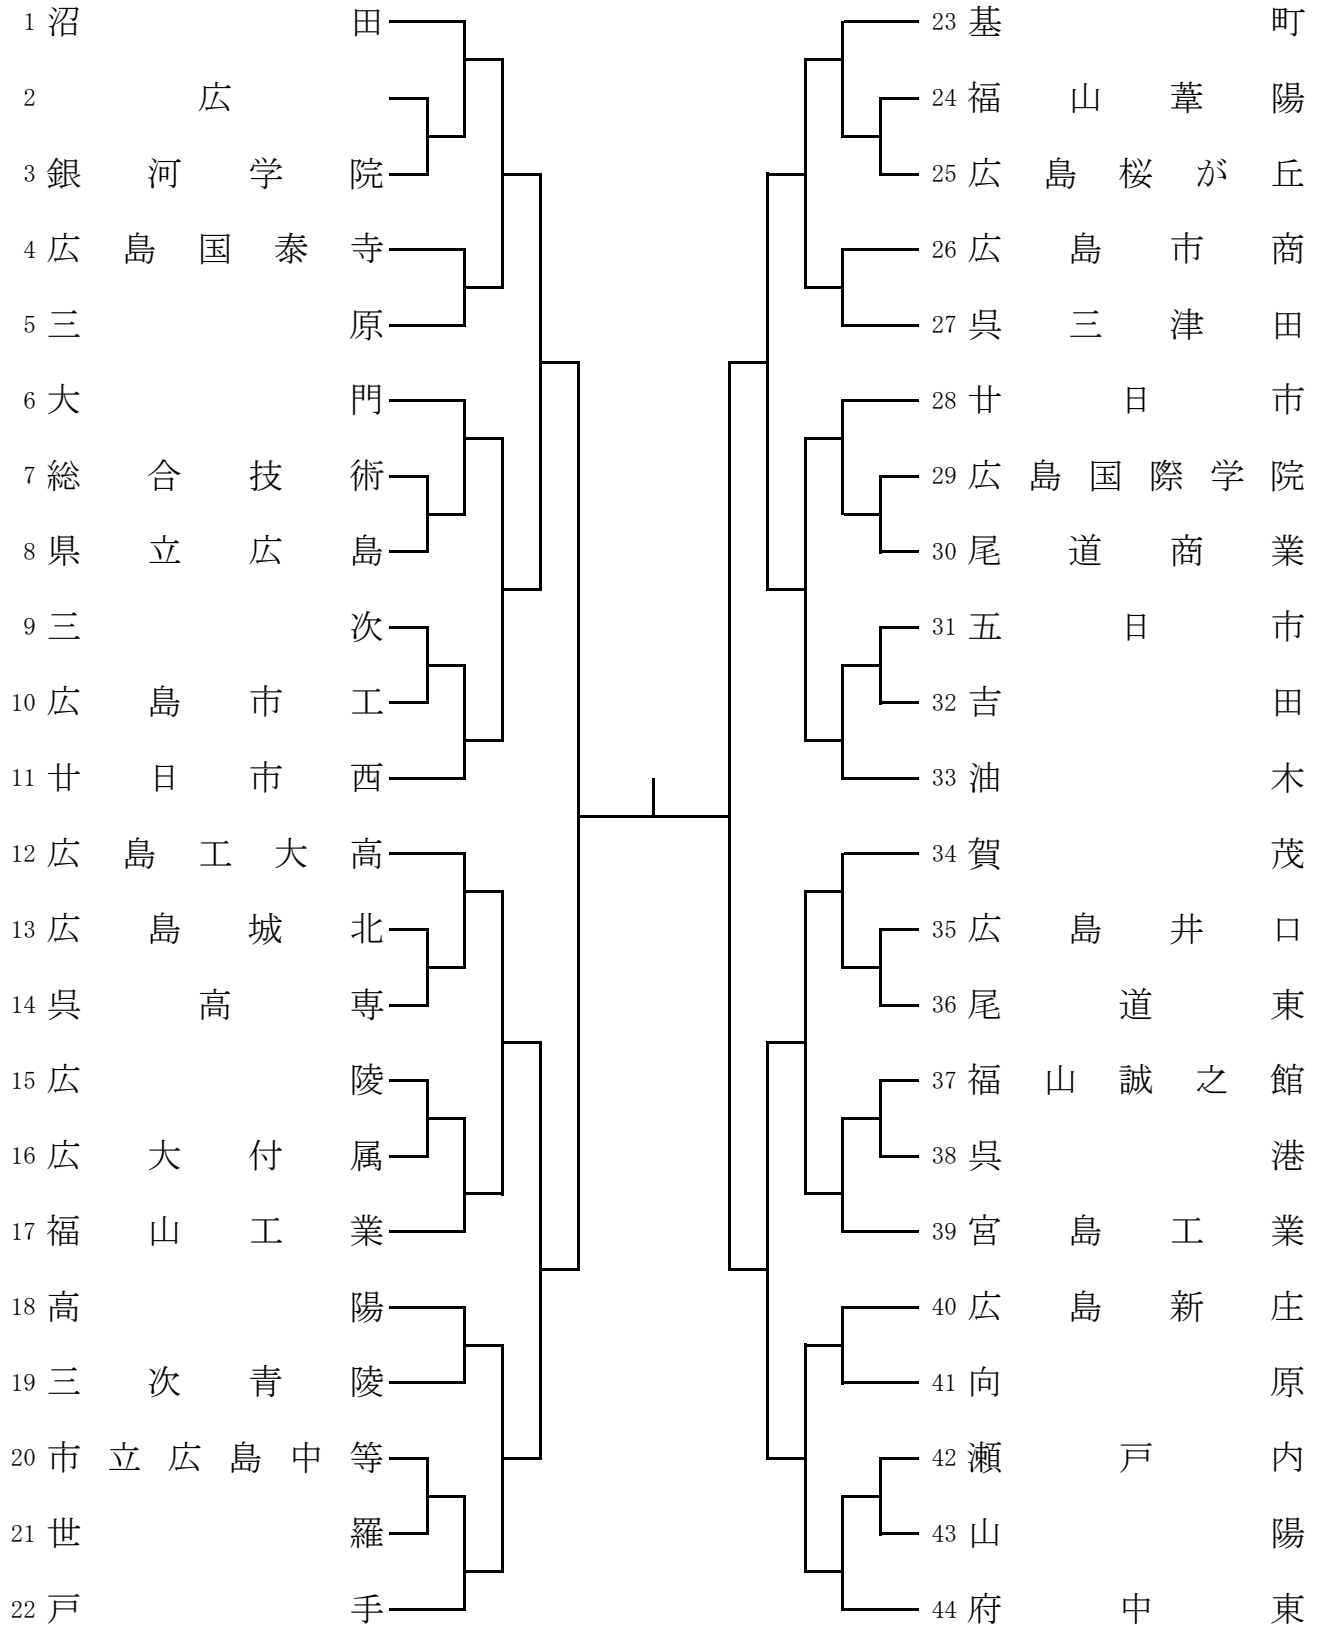 1 沼田
2 広
3 銀河学院
4 広島国泰寺
5 三原
6 大門
7 総合技術
8 県立広島
9 三次
10 広島市工
11 廿日市西
12 広島工大高
13 広島城北
14 呉高専
15 広陵
16 広大付属
17 福山工業
18 高陽
19 三次青陵
20 市立広島中等
21 世羅
22 戸手
23 基町
24 福山葦陽
25 広島桜が丘
26 広島市商
27 呉三津田
28 廿日市
29 広島国際学院
30 尾道商業
31 五日市
32 吉田
33 油木
34 賀茂
35 広島井口
36 尾道東
37 福山誠之館
38 呉港
39 宮島工業
40 広島新庄
41 向原
42 瀬戸内
43 山陽
44 府中東